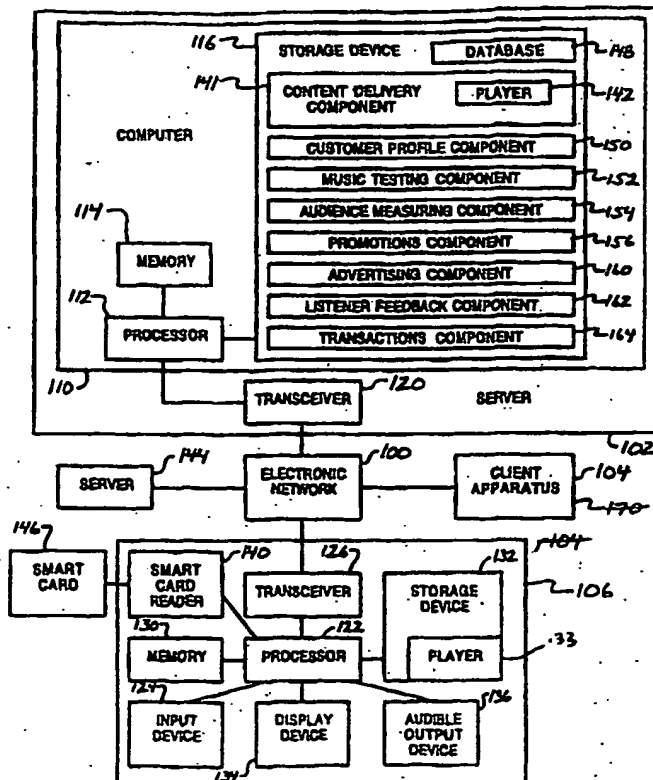 116
STORAGE DEVICE
DATABASE
148
141
CONTENT DELIVERY
COMPONENT
PLAYER
142
COMPUTER
CUSTOMER PROFILE COMPONENT
150
MUSIC TESTING COMPONENT
152
114
AUDIENCE MEASURING COMPONENT
154
MEMORY
PROMOTIONS COMPONENT
156
112
ADVERTISING COMPONENT
160
PROCESSOR
LISTENER FEEDBACK COMPONENT
162
TRANSACTIONS COMPONENT
164
110
120
TRANSCEIVER
SERVER
102
144
100
SERVER
ELECTRONIC
NETWORK
CLIENT
APPARATUS
104
170
146
140
126
132
104
SMART
CARD
SMART
CARD
READER
TRANSCEIVER
STORAGE
DEVICE
106
130
122
MEMORY
PROCESSOR
PLAYER
133
124
136
INPUT
DEVICE
DISPLAY
DEVICE
AUDIBLE
OUTPUT
DEVICE
134